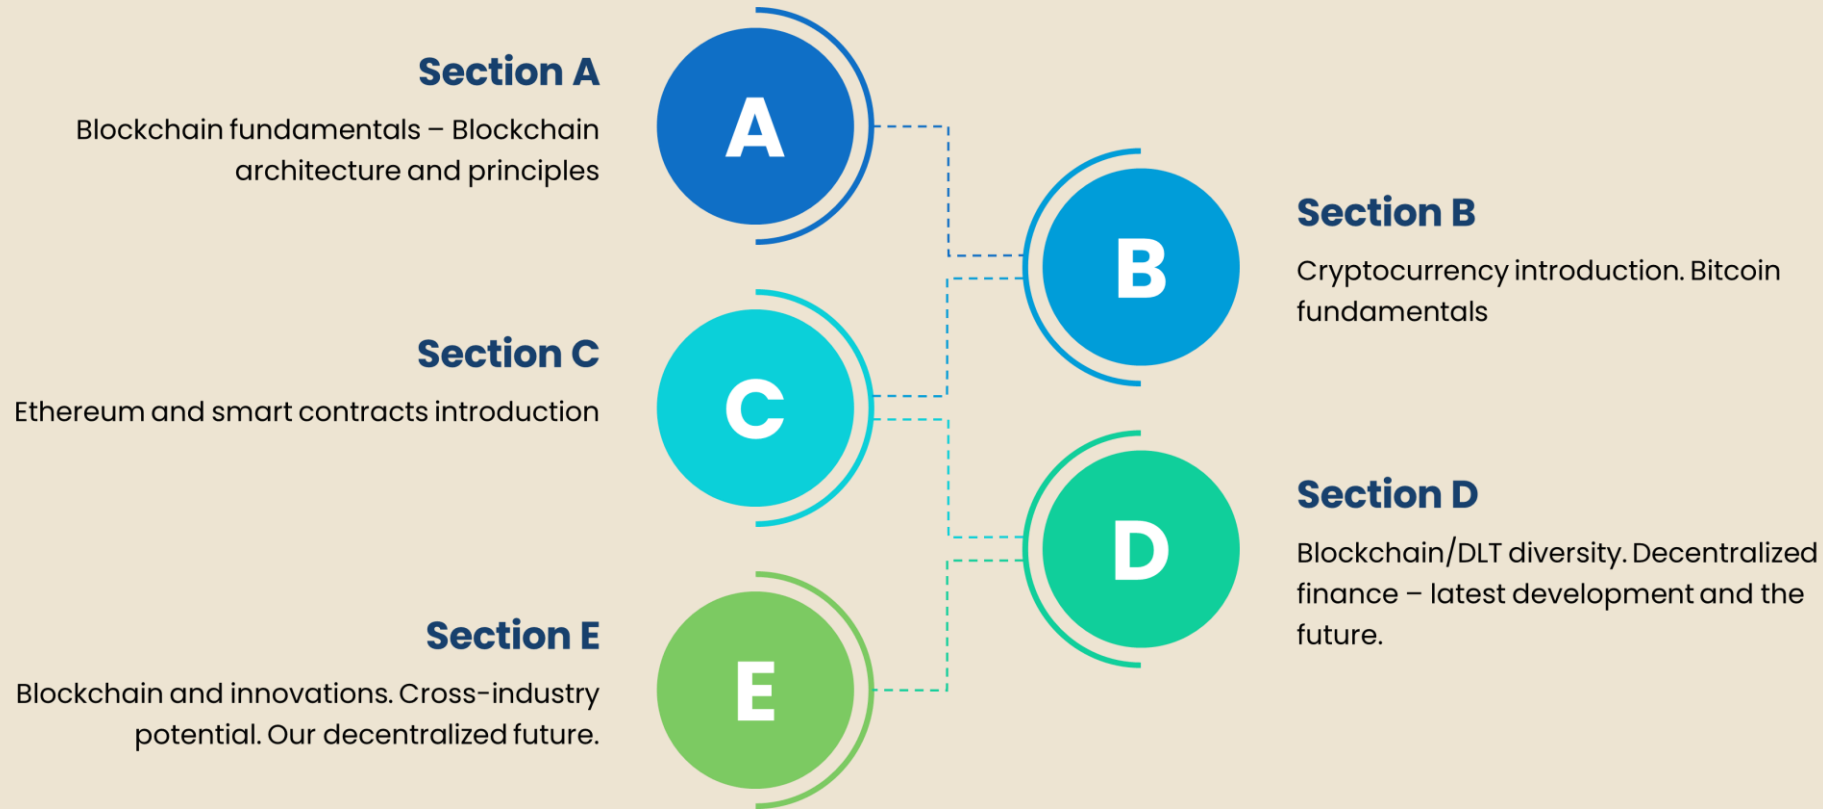 Section A
Blockchain fundamentals – Blockchain
architecture and principles
A
Section B
Cryptocurrency introduction. Bitcoin
fundamentals
B
Section C
Ethereum and smart contracts introduction
C
Section D
Blockchain/DLT diversity. Decentralized
finance – latest development and the
future.
D
Section E
Blockchain and innovations. Cross-industry
potential. Our decentralized future.
E